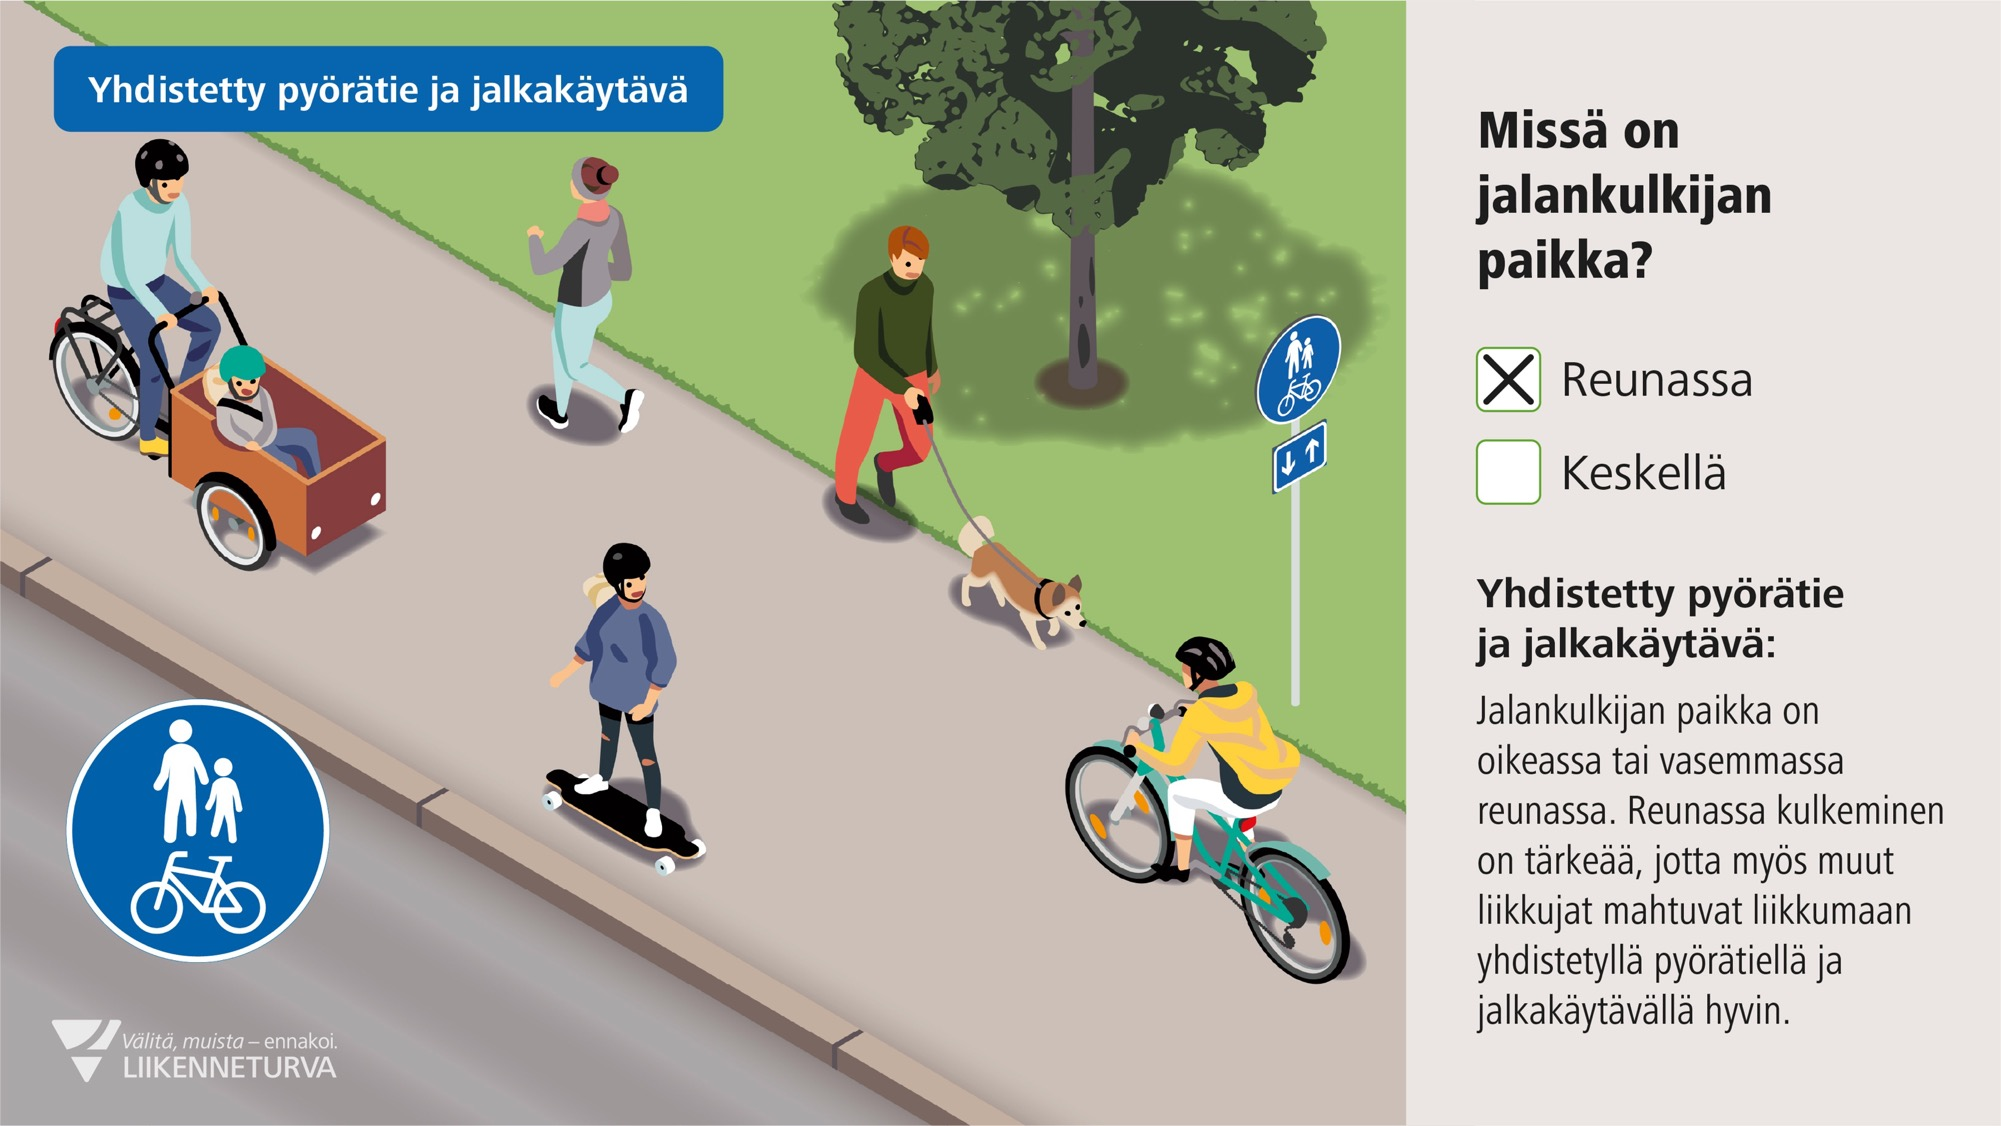 Yhdistetty pyörätie ja jalkakäytävä
Välitä, muista – ennakoi.
LIIKENNETURVA
Missä on
jalankulkijan
paikka?
Reunassa
Keskellä
Yhdistetty pyörätie
ja jalkakäytävä:
Jalankulkijan paikka on
oikeassa tai vasemmassa
reunassa. Reunassa kulkeminen
on tärkeää, jotta myös muut
liikkujat mahtuvat liikkumaan
yhdistetyllä pyörätiellä ja
jalkakäytävällä hyvin.